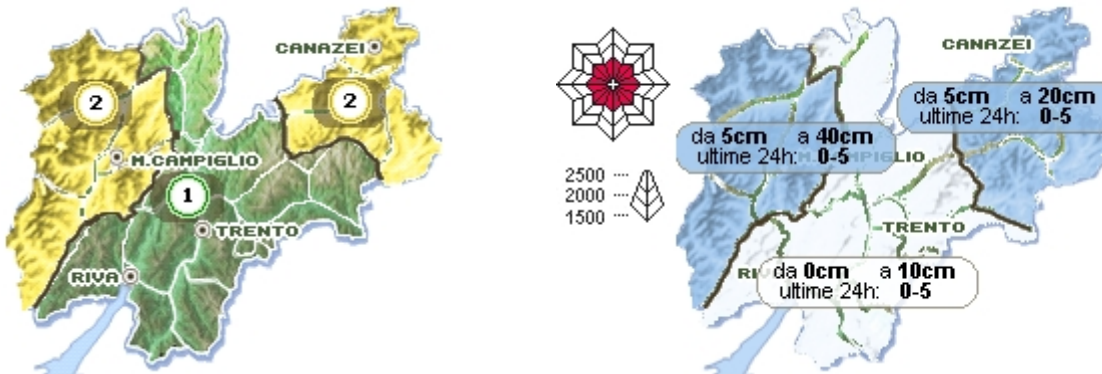 CANAZEI
2
2
M.CAMPIGLIO
1
TRENTO
RIVA
2500
2000
1500
CANAZEI
da 5cm a 20cm
ultime 24h: 0-5
da 5cm a 40cm
ultime 24h: 0-5
TRENTO
da 0cm a 10cm
ultime 24h: 0-5